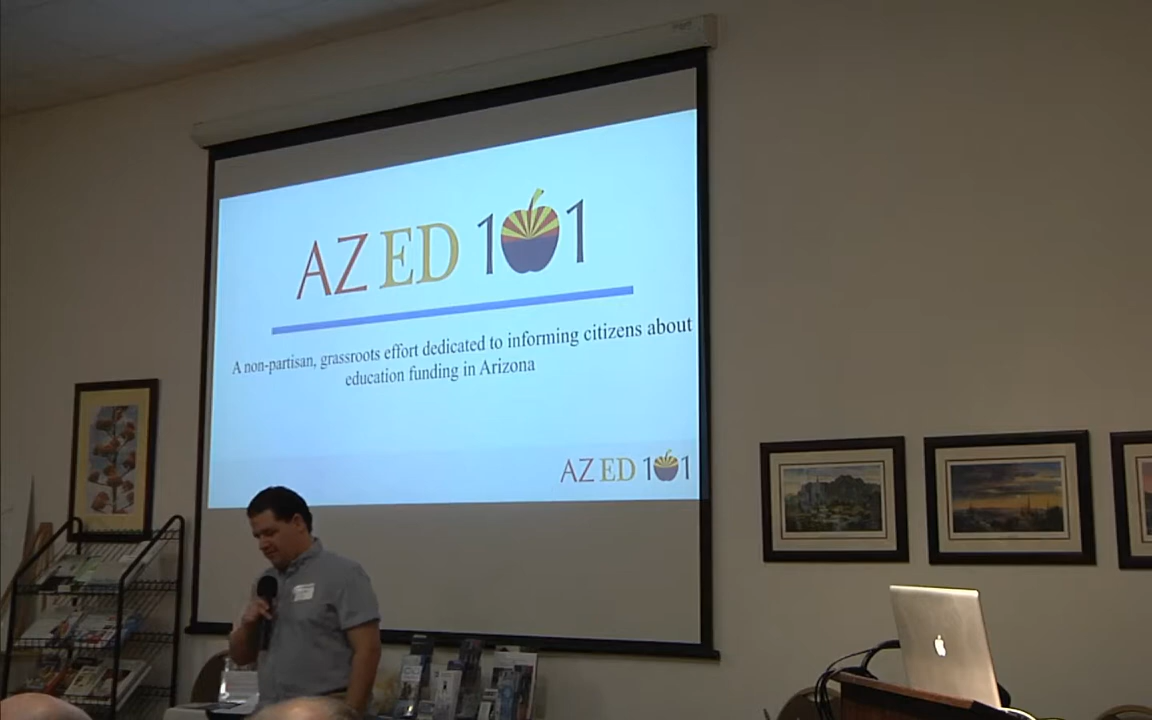 AZ ED 101
A non-partisan, grassroots effort dedicated to informing citizens about
education funding in Arizona
AZ ED 101